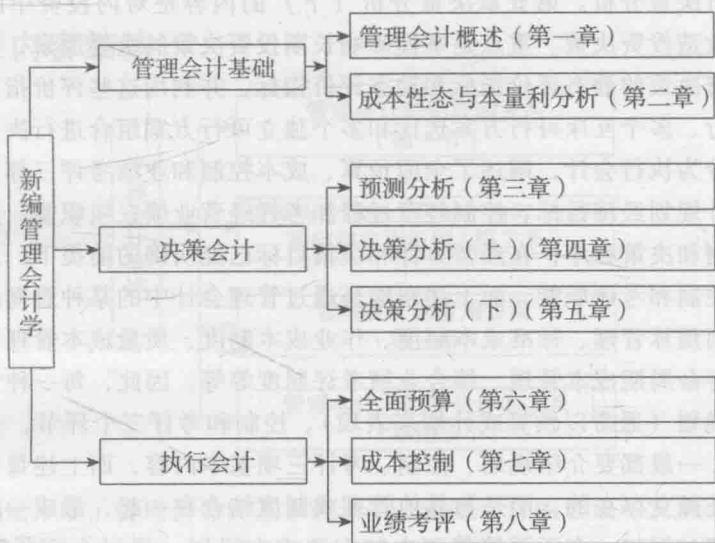 新编管理会计学
管理会计基础
管理会计概述（第一章）
成本性态与本量利分析（第二章）
决策会计
预测分析（第三章）
决策分析（上）（第四章）
决策分析（下）（第五章）
执行会计
全面预算（第六章）
成本控制（第七章）
业绩考评（第八章）